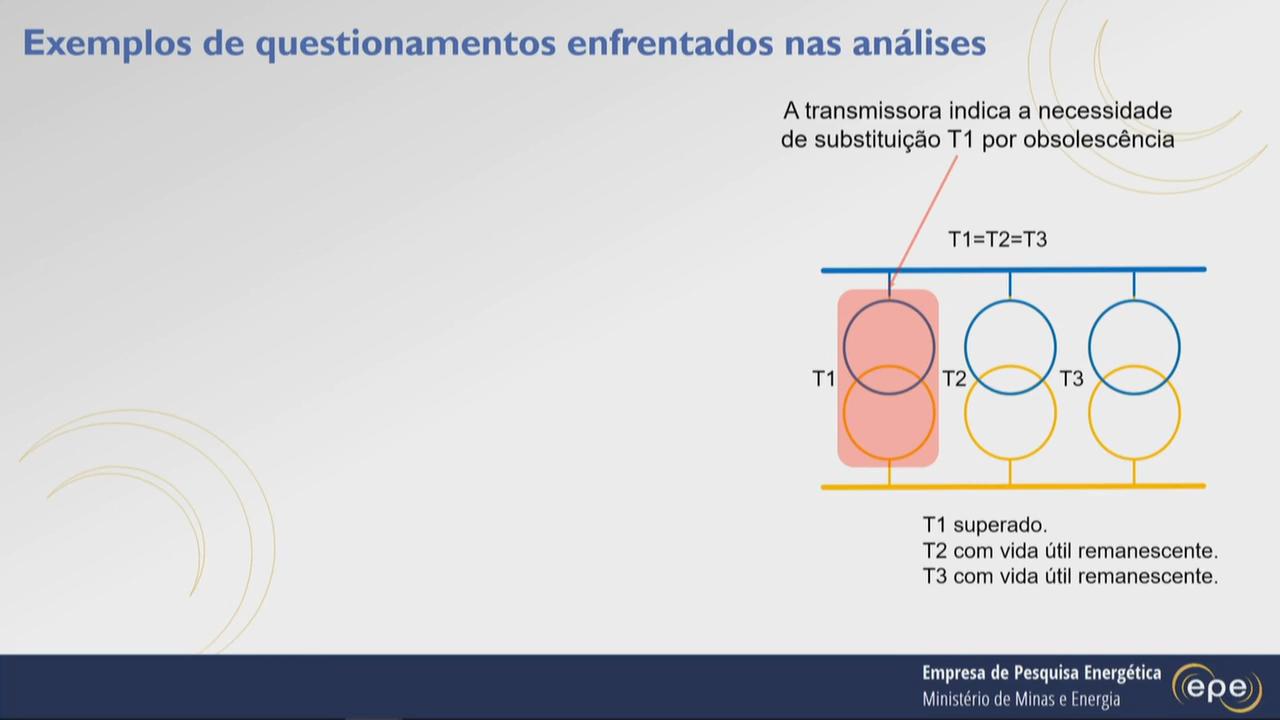 Exemplos de questionamentos enfrentados nas análises
A transmissora indica a necessidade
de substituição T1 por obsolescência
T1=T2=T3
T1
T2
T3
T1 superado.
T2 com vida útil remanescente.
T3 com vida útil remanescente.
Empresa de Pesquisa Energética
Ministério de Minas e Energia
epe